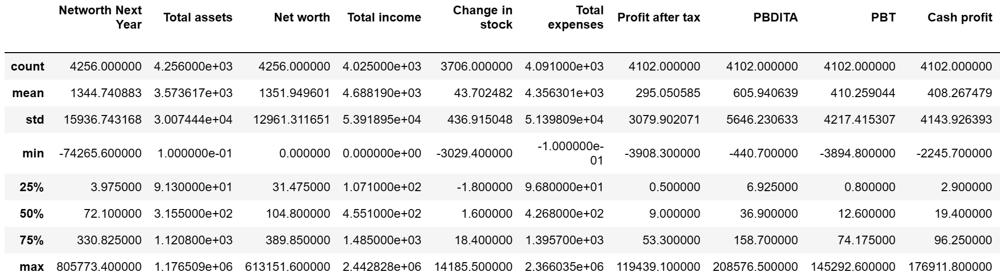 Networth Next Year Total assets Net worth Total income Change in stock Total expenses Profit after tax PBDITA PBT Cash profit
count 4256.000000 4.256000e+03 4256.000000 4.025000e+03 3706.000000 4.091000e+03 4102.000000 4102.000000 4102.000000 4102.000000
mean 1344.740883 3.573617e+03 1351.949601 4.688190e+03 43.702482 4.356301e+03 295.050585 605.940639 410.259044 408.267479
std 15936.743168 3.007444e+04 12961.311651 5.391895e+04 436.915048 5.139809e+04 3079.902071 5646.230633 4217.415307 4143.926393
min -74265.600000 1.000000e-01 0.000000 0.000000e+00 -3029.400000 -1.000000e-01 -3908.300000 -440.700000 -3894.800000 -2245.700000
25% 3.975000 9.130000e+01 31.475000 1.071000e+02 -1.800000 9.680000e+01 0.500000 6.925000 0.800000 2.900000
50% 72.100000 3.155000e+02 104.800000 4.551000e+02 1.600000 4.268000e+02 9.000000 36.900000 12.600000 19.400000
75% 330.825000 1.120800e+03 389.850000 1.485000e+03 18.400000 1.395700e+03 53.300000 158.700000 74.175000 96.250000
max 805773.400000 1.176509e+06 613151.600000 2.442828e+06 14185.500000 2.366035e+06 119439.100000 208576.500000 145292.600000 176911.800000